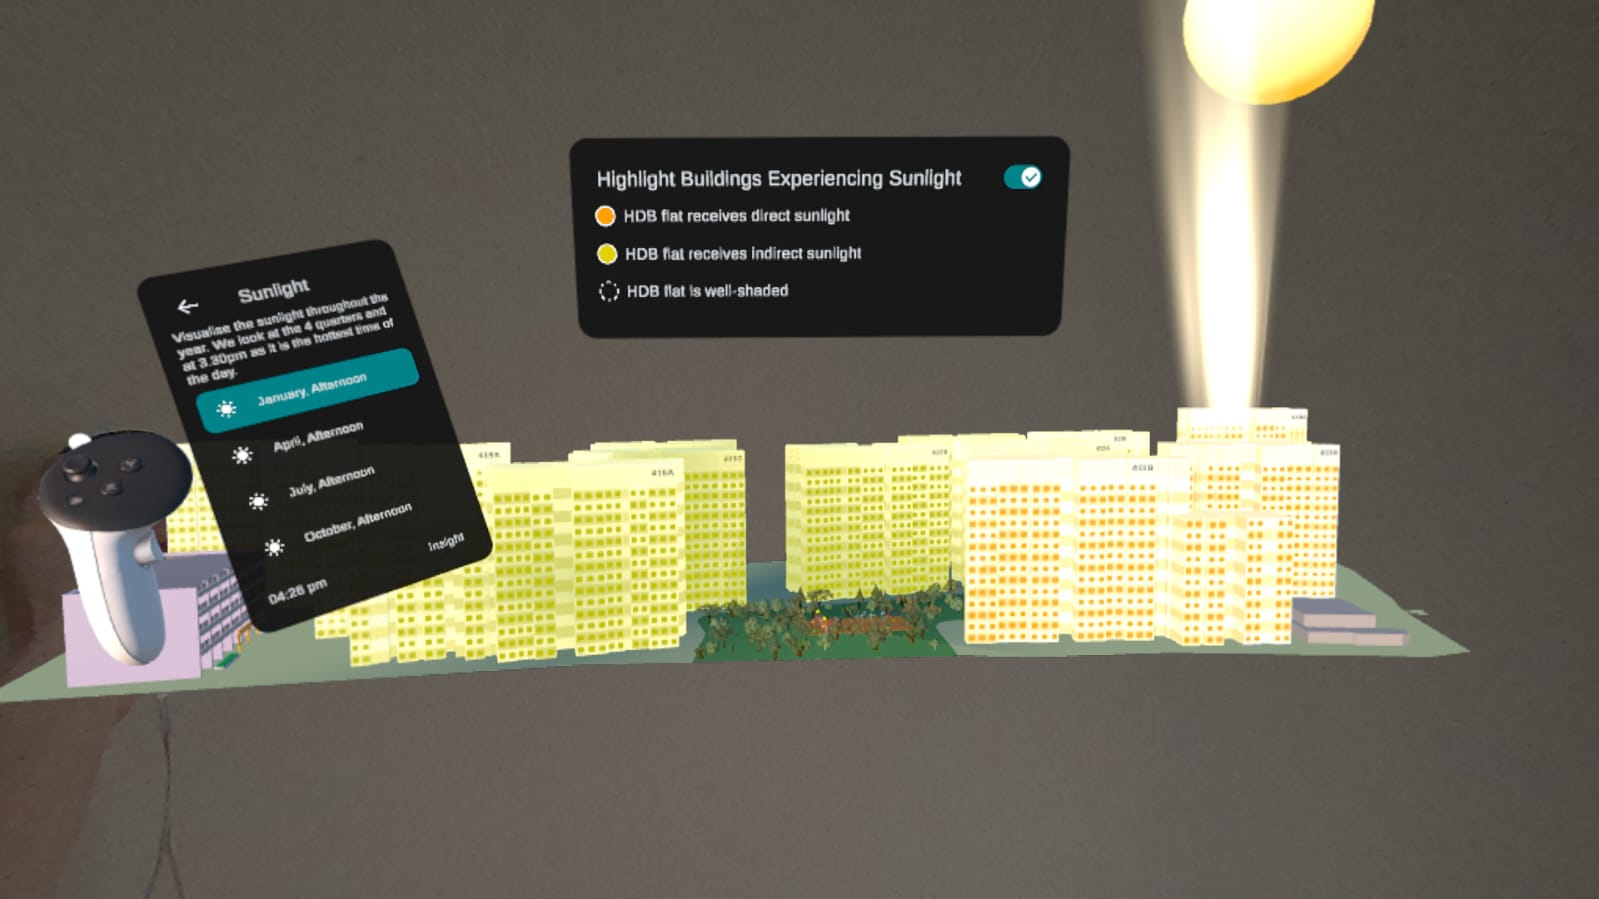 Highlight Buildings Experiencing Sunlight
HDB flat receives direct sunlight
HDB flat receives indirect sunlight
HDB flat is well-shaded
Sunlight
Visualise the sunlight throughout the
year. We look at the 4 quarters and
at 3.30pm as it is the hottest time of
the day.
January, Afternoon
April, Afternoon
July, Afternoon
October, Afternoon
Insight
04:26 pm